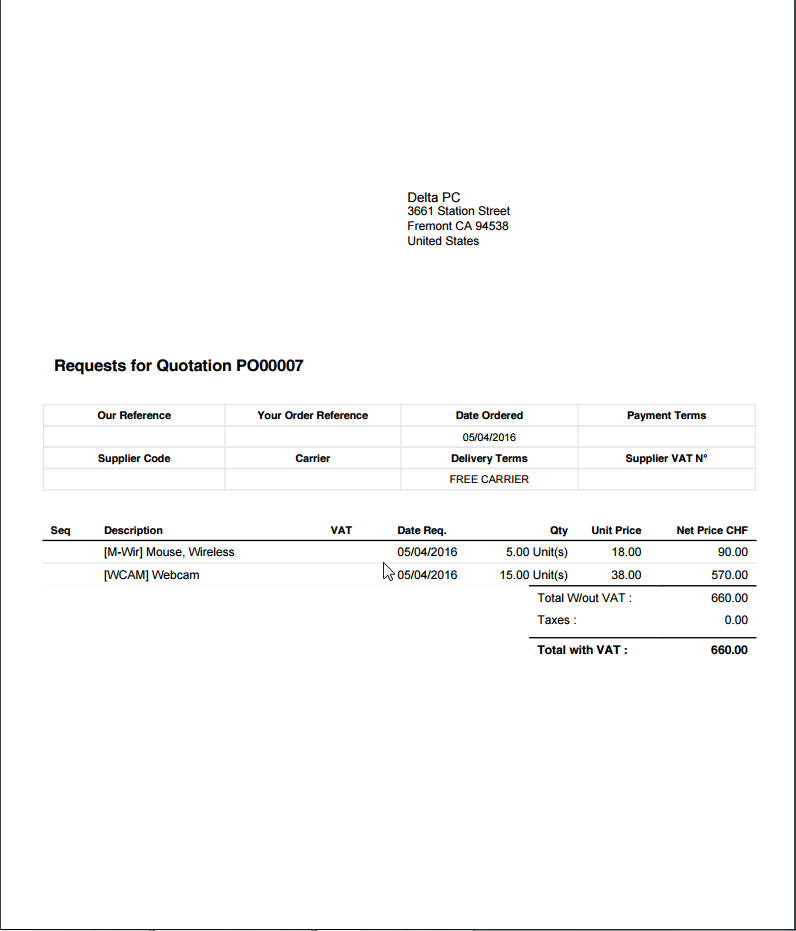 Delta PC
3661 Station Street
Fremont CA 94538
United States
Requests for Quotation PO00007
Our Reference Your Order Reference Date Ordered Payment Terms
05/04/2016
Supplier Code Carrier Delivery Terms Supplier VAT N°
FREE CARRIER
Seq Description VAT Date Req. Qty Unit Price Net Price CHF
[M-Wir] Mouse, Wireless 05/04/2016 5.00 Unit(s) 18.00 90.00
[WCAM] Webcam 05/04/2016 15.00 Unit(s) 38.00 570.00
Total W/out VAT : 660.00
Taxes : 0.00
Total with VAT : 660.00